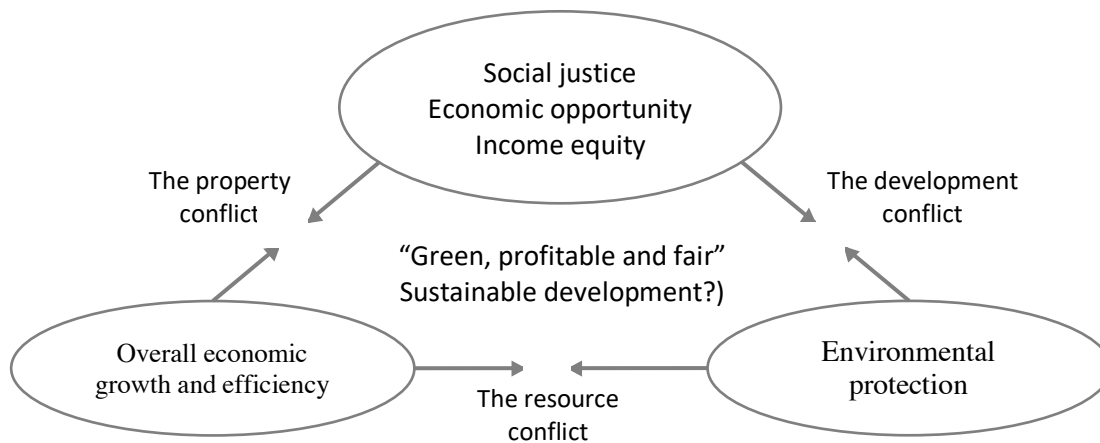 Social justice
Economic opportunity
Income equity
The property
conflict
The development
conflict
“Green, profitable and fair”
Sustainable development?)
Overall economic
growth and efficiency
Environmental
protection
The resource
conflict